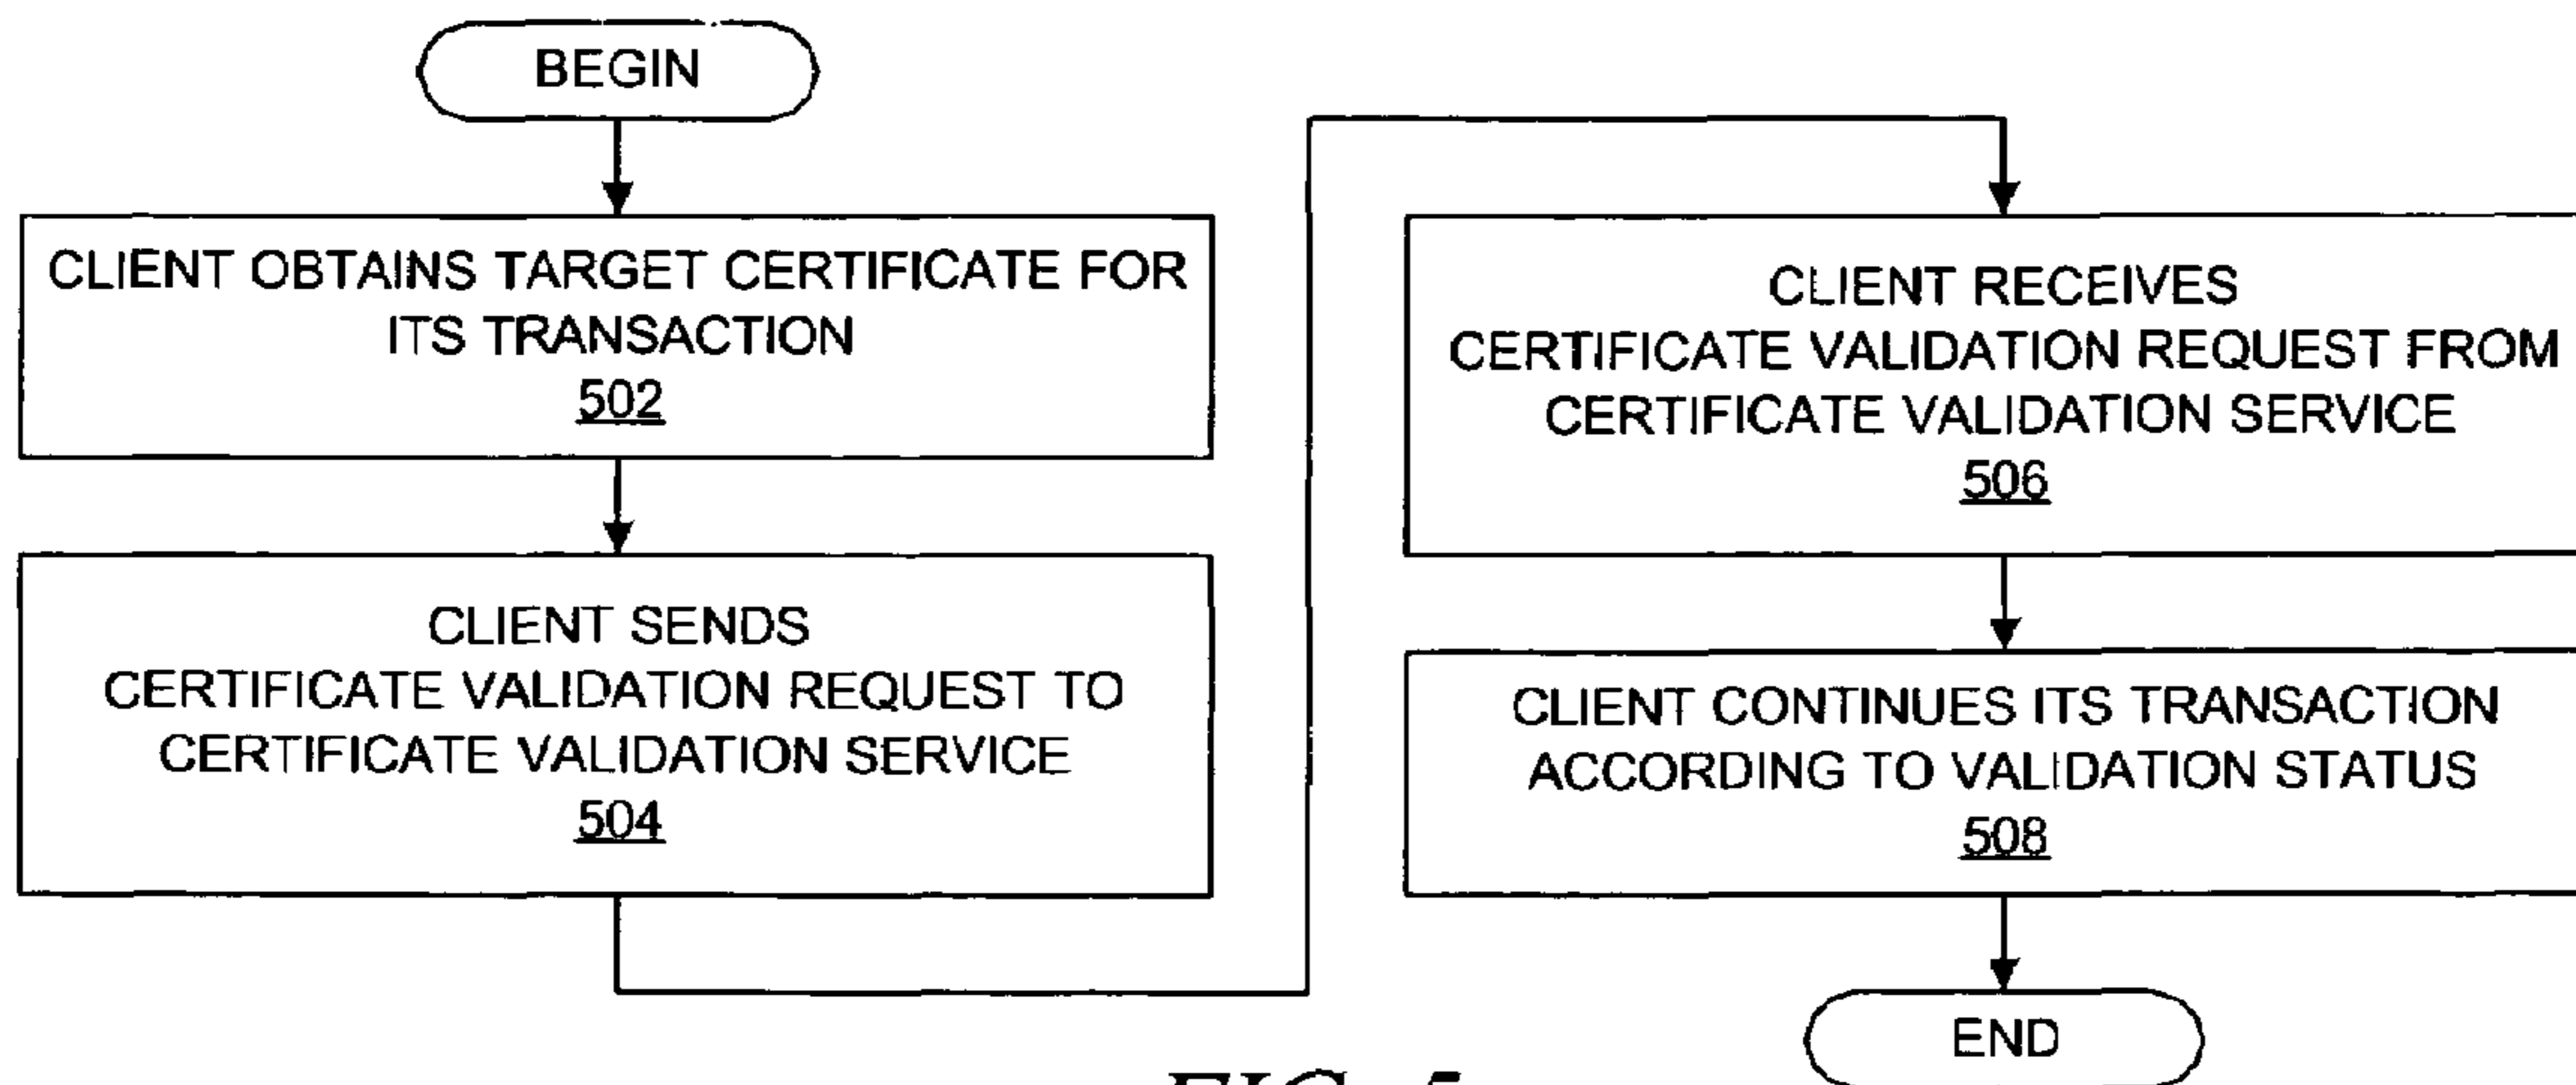 BEGIN
CLIENT OBTAINS TARGET CERTIFICATE FOR
ITS TRANSACTION
502
CLIENT SENDS
CERTIFICATE VALIDATION REQUEST TO
CERTIFICATE VALIDATION SERVICE
504
CLIENT RECEIVES
CERTIFICATE VALIDATION REQUEST FROM
CERTIFICATE VALIDATION SERVICE
506
CLIENT CONTINUES ITS TRANSACTION
ACCORDING TO VALIDATION STATUS
508
END
FIG. 5